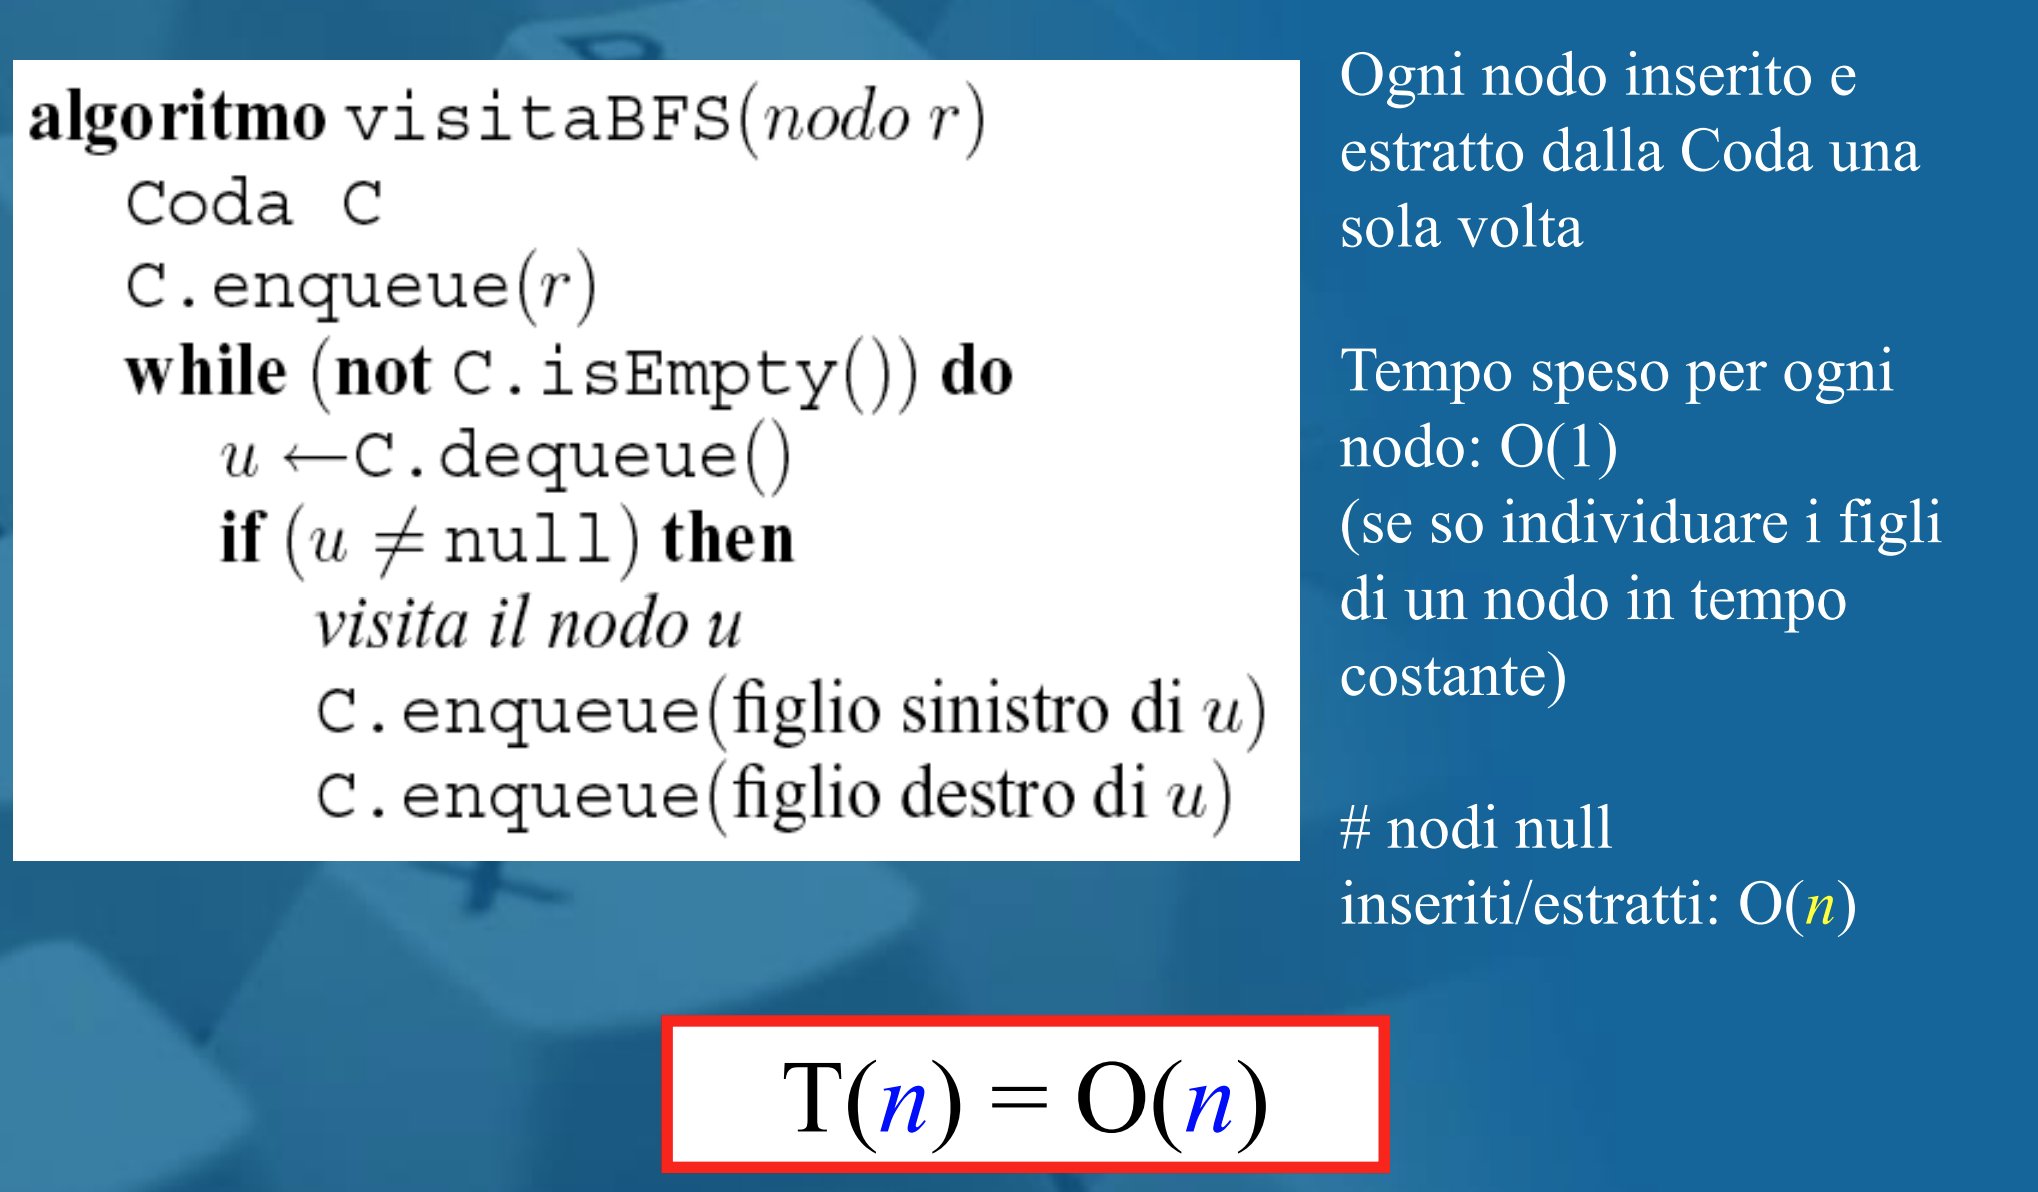 algoritmo visitaBFS(nodo r)
Coda C
C.enqueue(r)
while (not C.isEmpty()) do
u ←C.dequeue()
if (u ≠ null) then
visita il nodo u
C.enqueue(figlio sinistro di u)
C.enqueue(figlio destro di u)
Ogni nodo inserito e
estratto dalla Coda una
sola volta
Tempo speso per ogni
nodo: O(1)
(se so individuare i figli
di un nodo in tempo
costante)
# nodi null
inseriti/estratti: O(n)
T(n) = O(n)